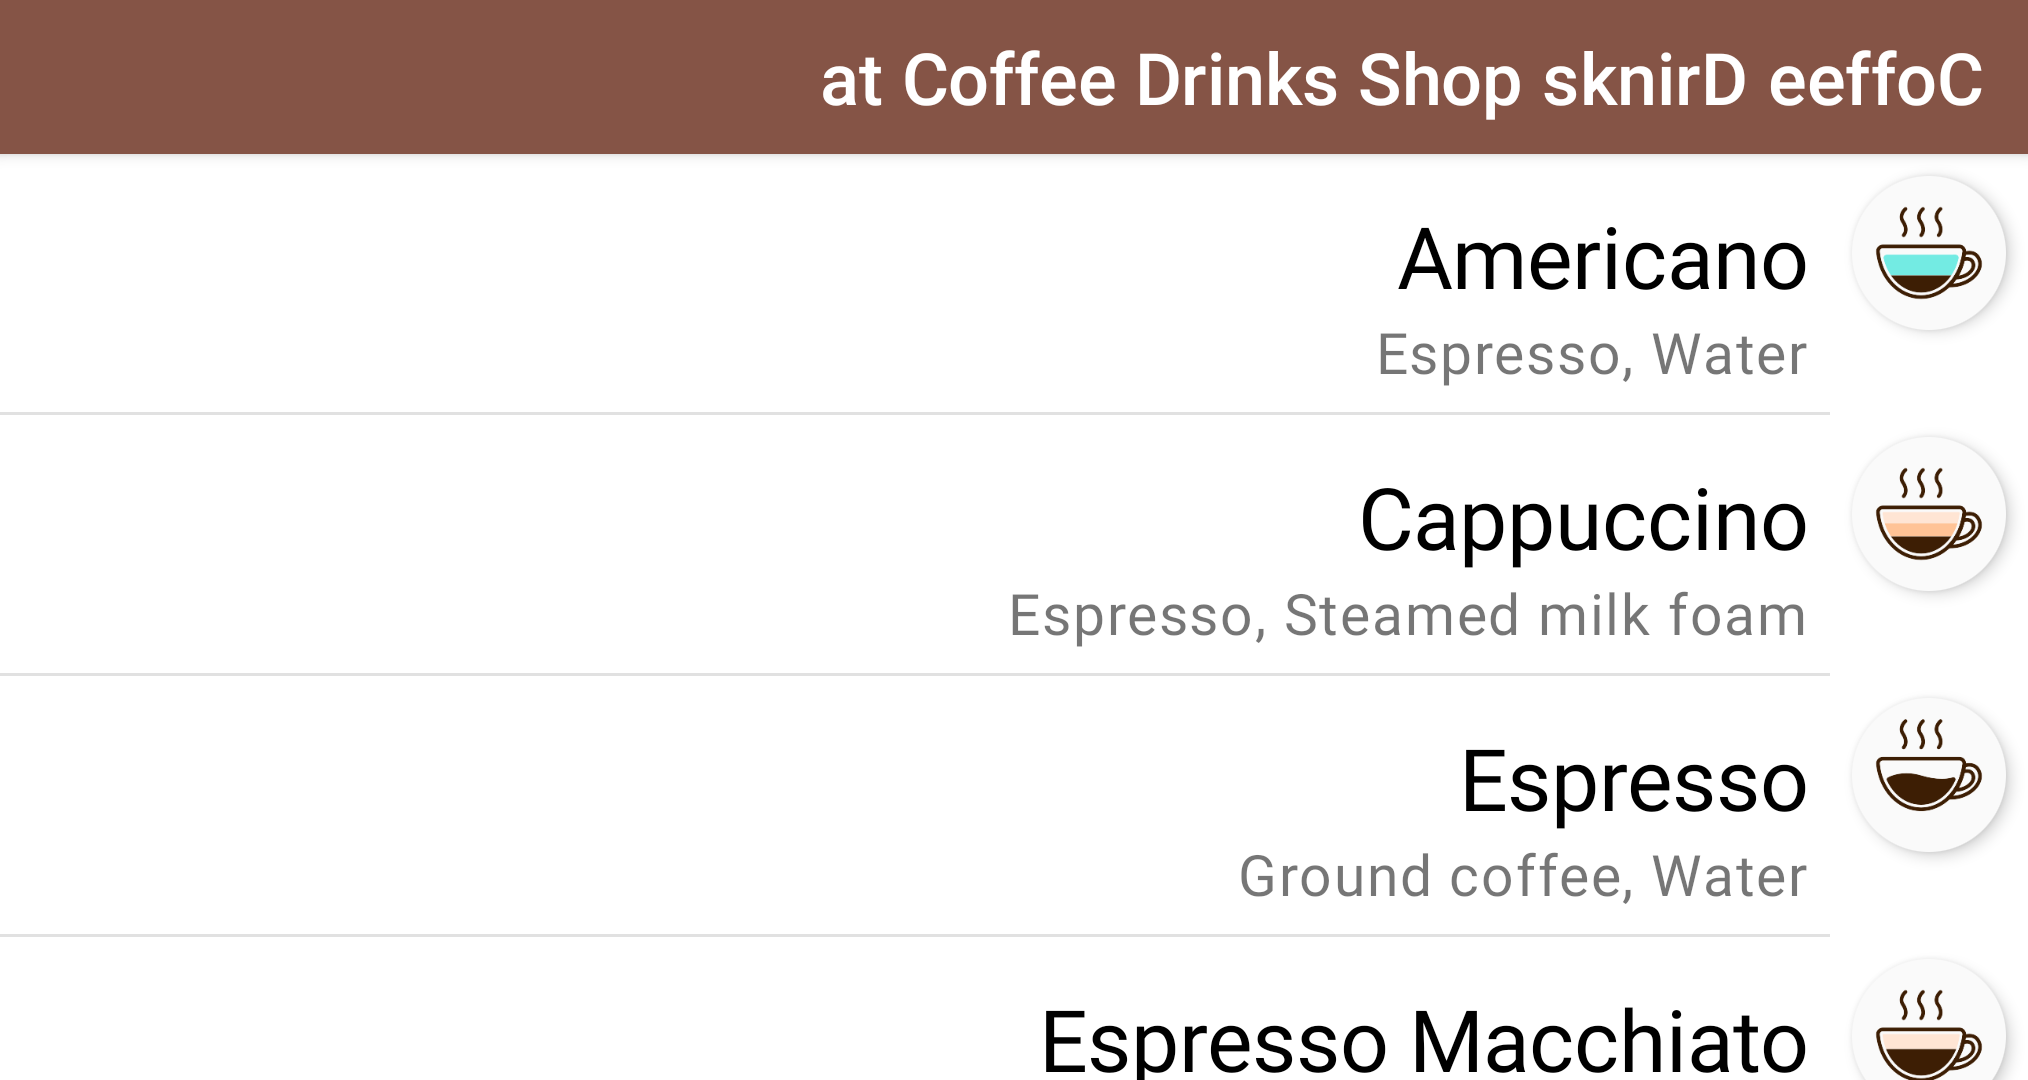 at Coffee Drinks Shop sknirD eeffoC
Americano
Espresso, Water
Cappuccino
Espresso, Steamed milk foam
Espresso
Ground coffee, Water
Espresso Macchiato